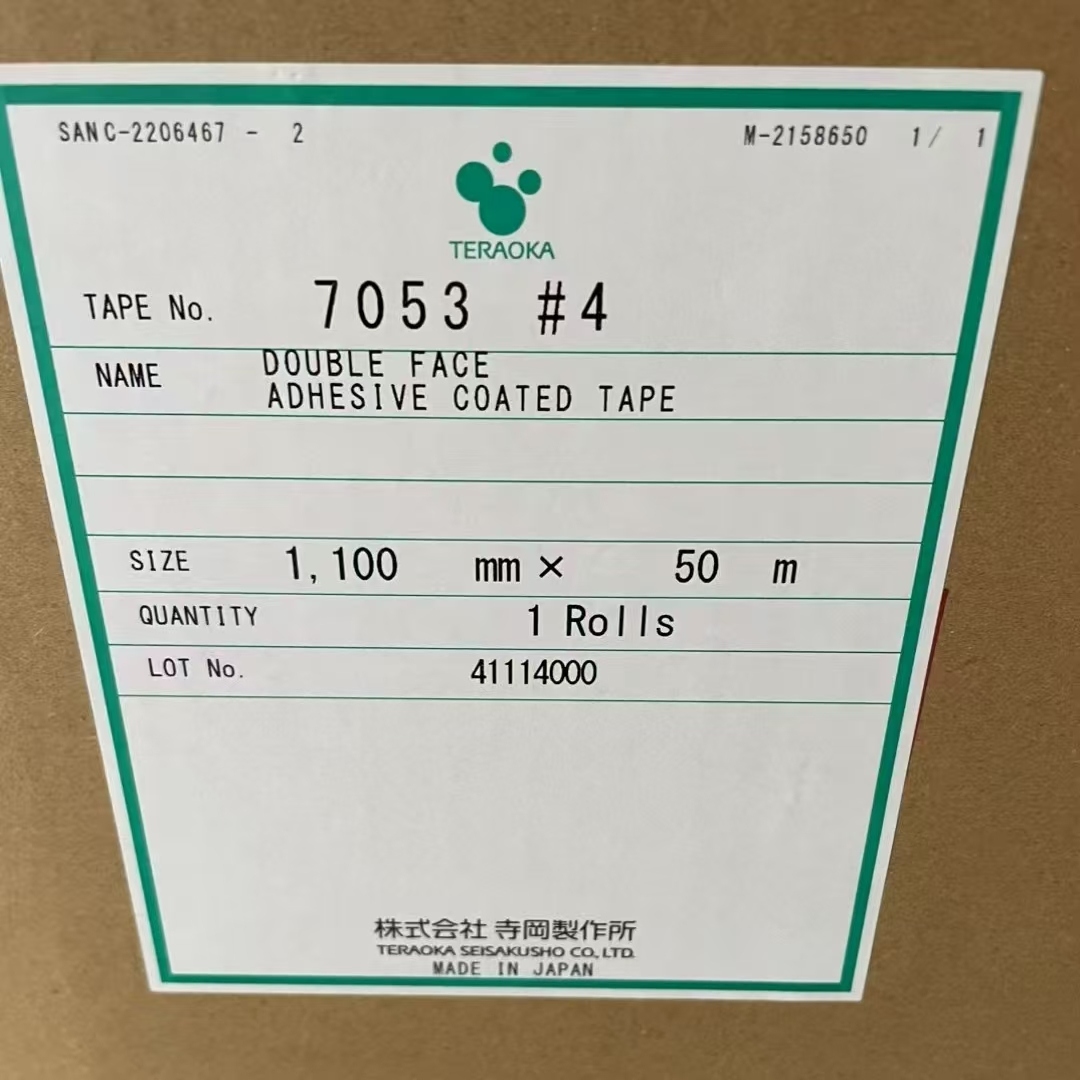 SANC-2206467 - 2
M-2158650 1/ 1
TERAOKA
TAPE No. 7053 #4
NAME DOUBLE FACE
ADHESIVE COATED TAPE
SIZE 1,100 mm × 50 m
QUANTITY 1 Rolls
LOT No. 41114000
株式会社 寺岡製作所
TERAOKA SEISAKUSHO CO., LTD.
MADE IN JAPAN